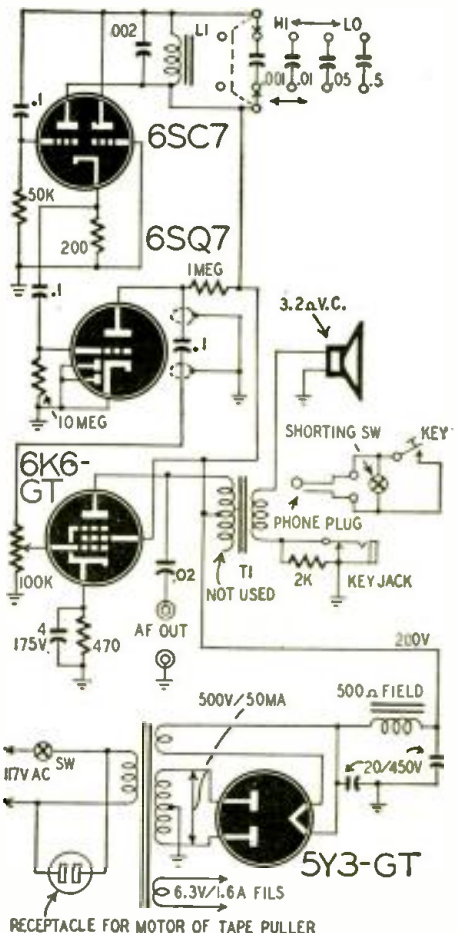 .002
L1
HI
LO
.001
.01
.05
.5
.1
6SC7
50K
200
6SQ7
1MEG
.1
3.2Ω V.C.
.1
10 MEG
SHORTING SW
KEY
6K6-
GT
PHONE PLUG
100K
.02
T1
NOT USED
2K
KEY JACK
4
175V
470
AF OUT
200V
500V/50MA
500Ω FIELD
117V AC
SW
20/450V
5Y3-GT
6.3V/1.6A FILS
RECEPTACLE FOR MOTOR OF TAPE PULLER